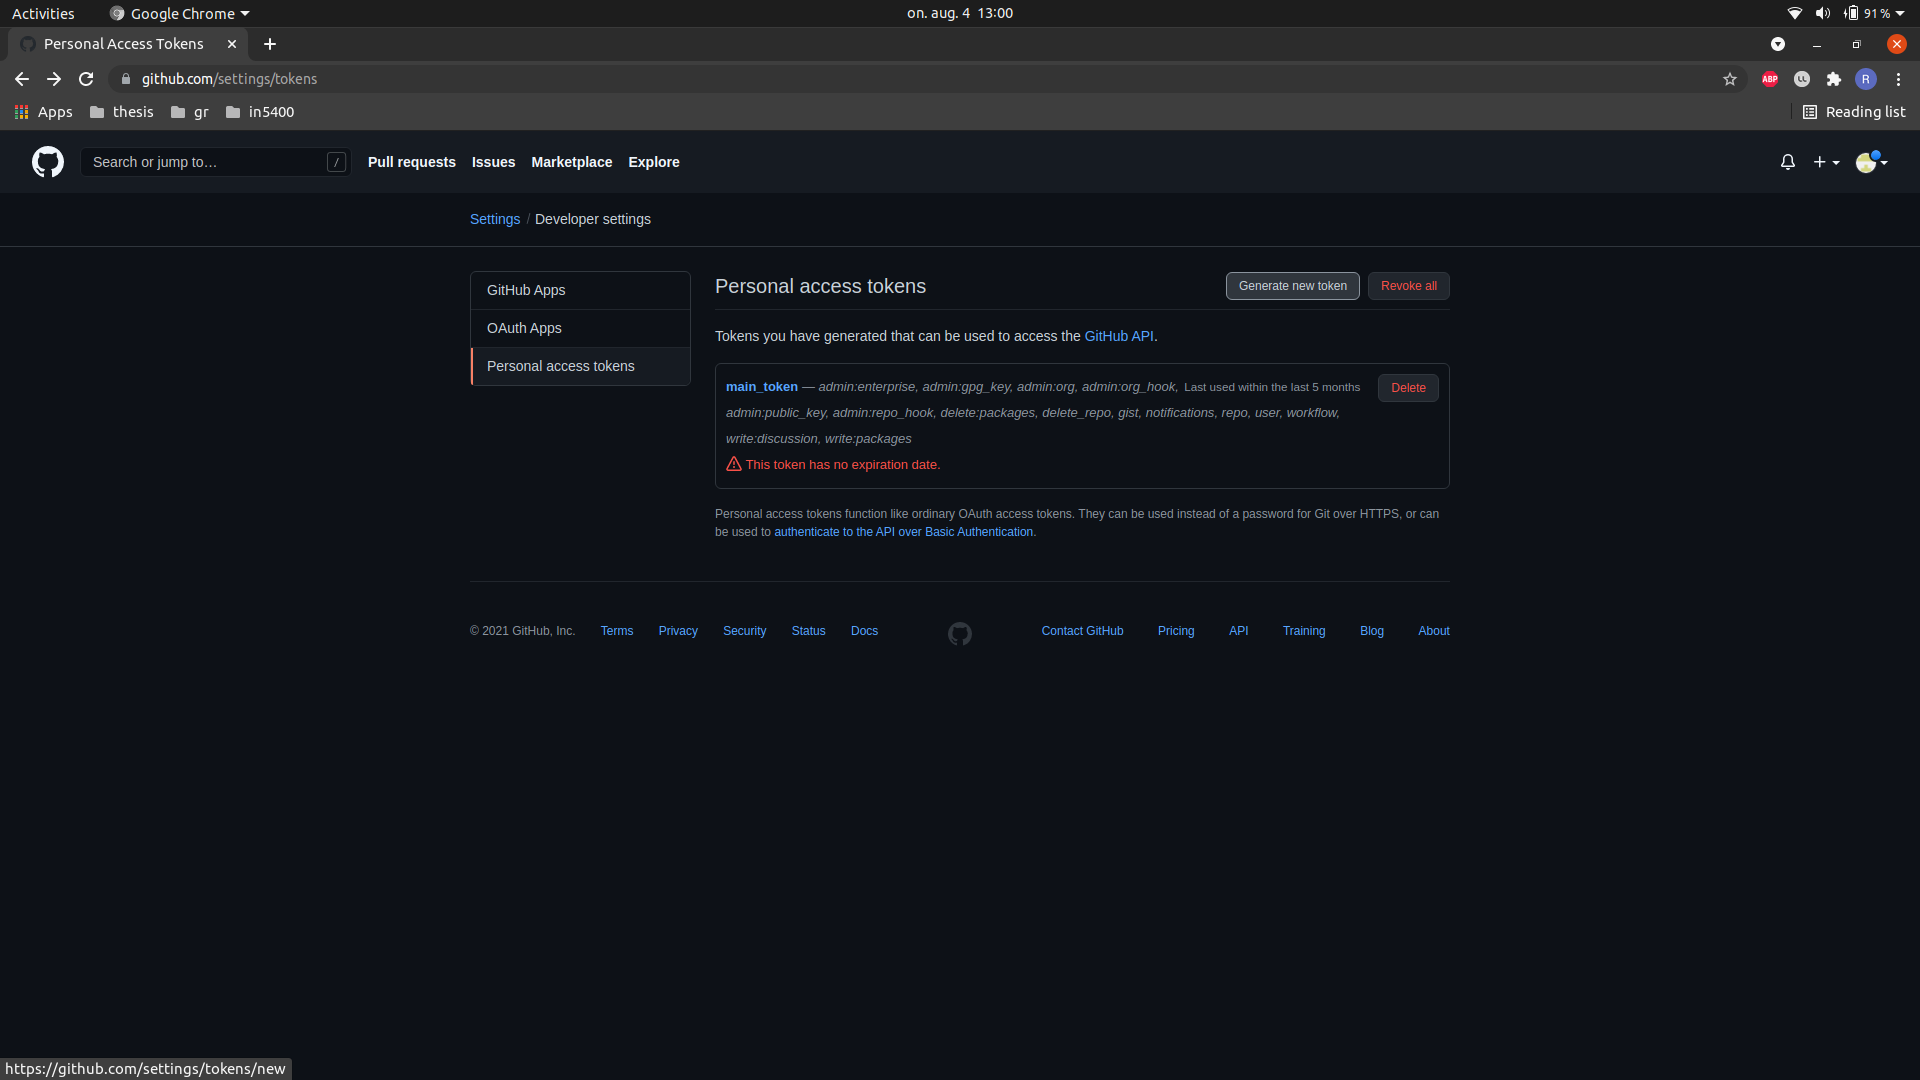 Activities
Google Chrome
on. aug. 4 13:00
91 %
Personal Access Tokens
github.com/settings/tokens
ABP
R
Apps
thesis
gr
in5400
Reading list
Search or jump to…
/
Pull requests
Issues
Marketplace
Explore
Settings / Developer settings
GitHub Apps
OAuth Apps
Personal access tokens
Personal access tokens
Generate new token
Revoke all
Tokens you have generated that can be used to access the GitHub API.
main_token — admin:enterprise, admin:gpg_key, admin:org, admin:org_hook, Last used within the last 5 months
Delete
admin:public_key, admin:repo_hook, delete:packages, delete_repo, gist, notifications, repo, user, workflow,
write:discussion, write:packages
This token has no expiration date.
Personal access tokens function like ordinary OAuth access tokens. They can be used instead of a password for Git over HTTPS, or can
be used to authenticate to the API over Basic Authentication.
© 2021 GitHub, Inc.
Terms
Privacy
Security
Status
Docs
Contact GitHub
Pricing
API
Training
Blog
About
https://github.com/settings/tokens/new